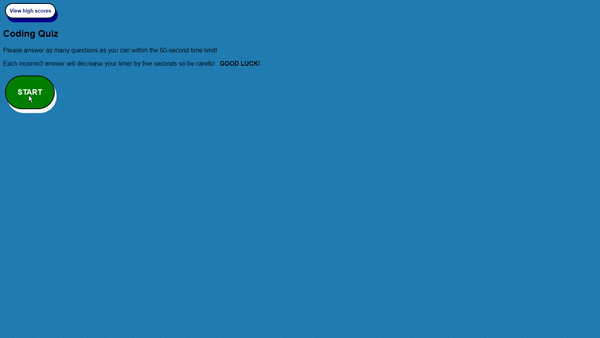 View high scores
Coding Quiz
Please answer as many questions as you can within the 60-second time limit!
Each incorrect answer will decrease your timer by five seconds so be careful . GOOD LUCK!
START